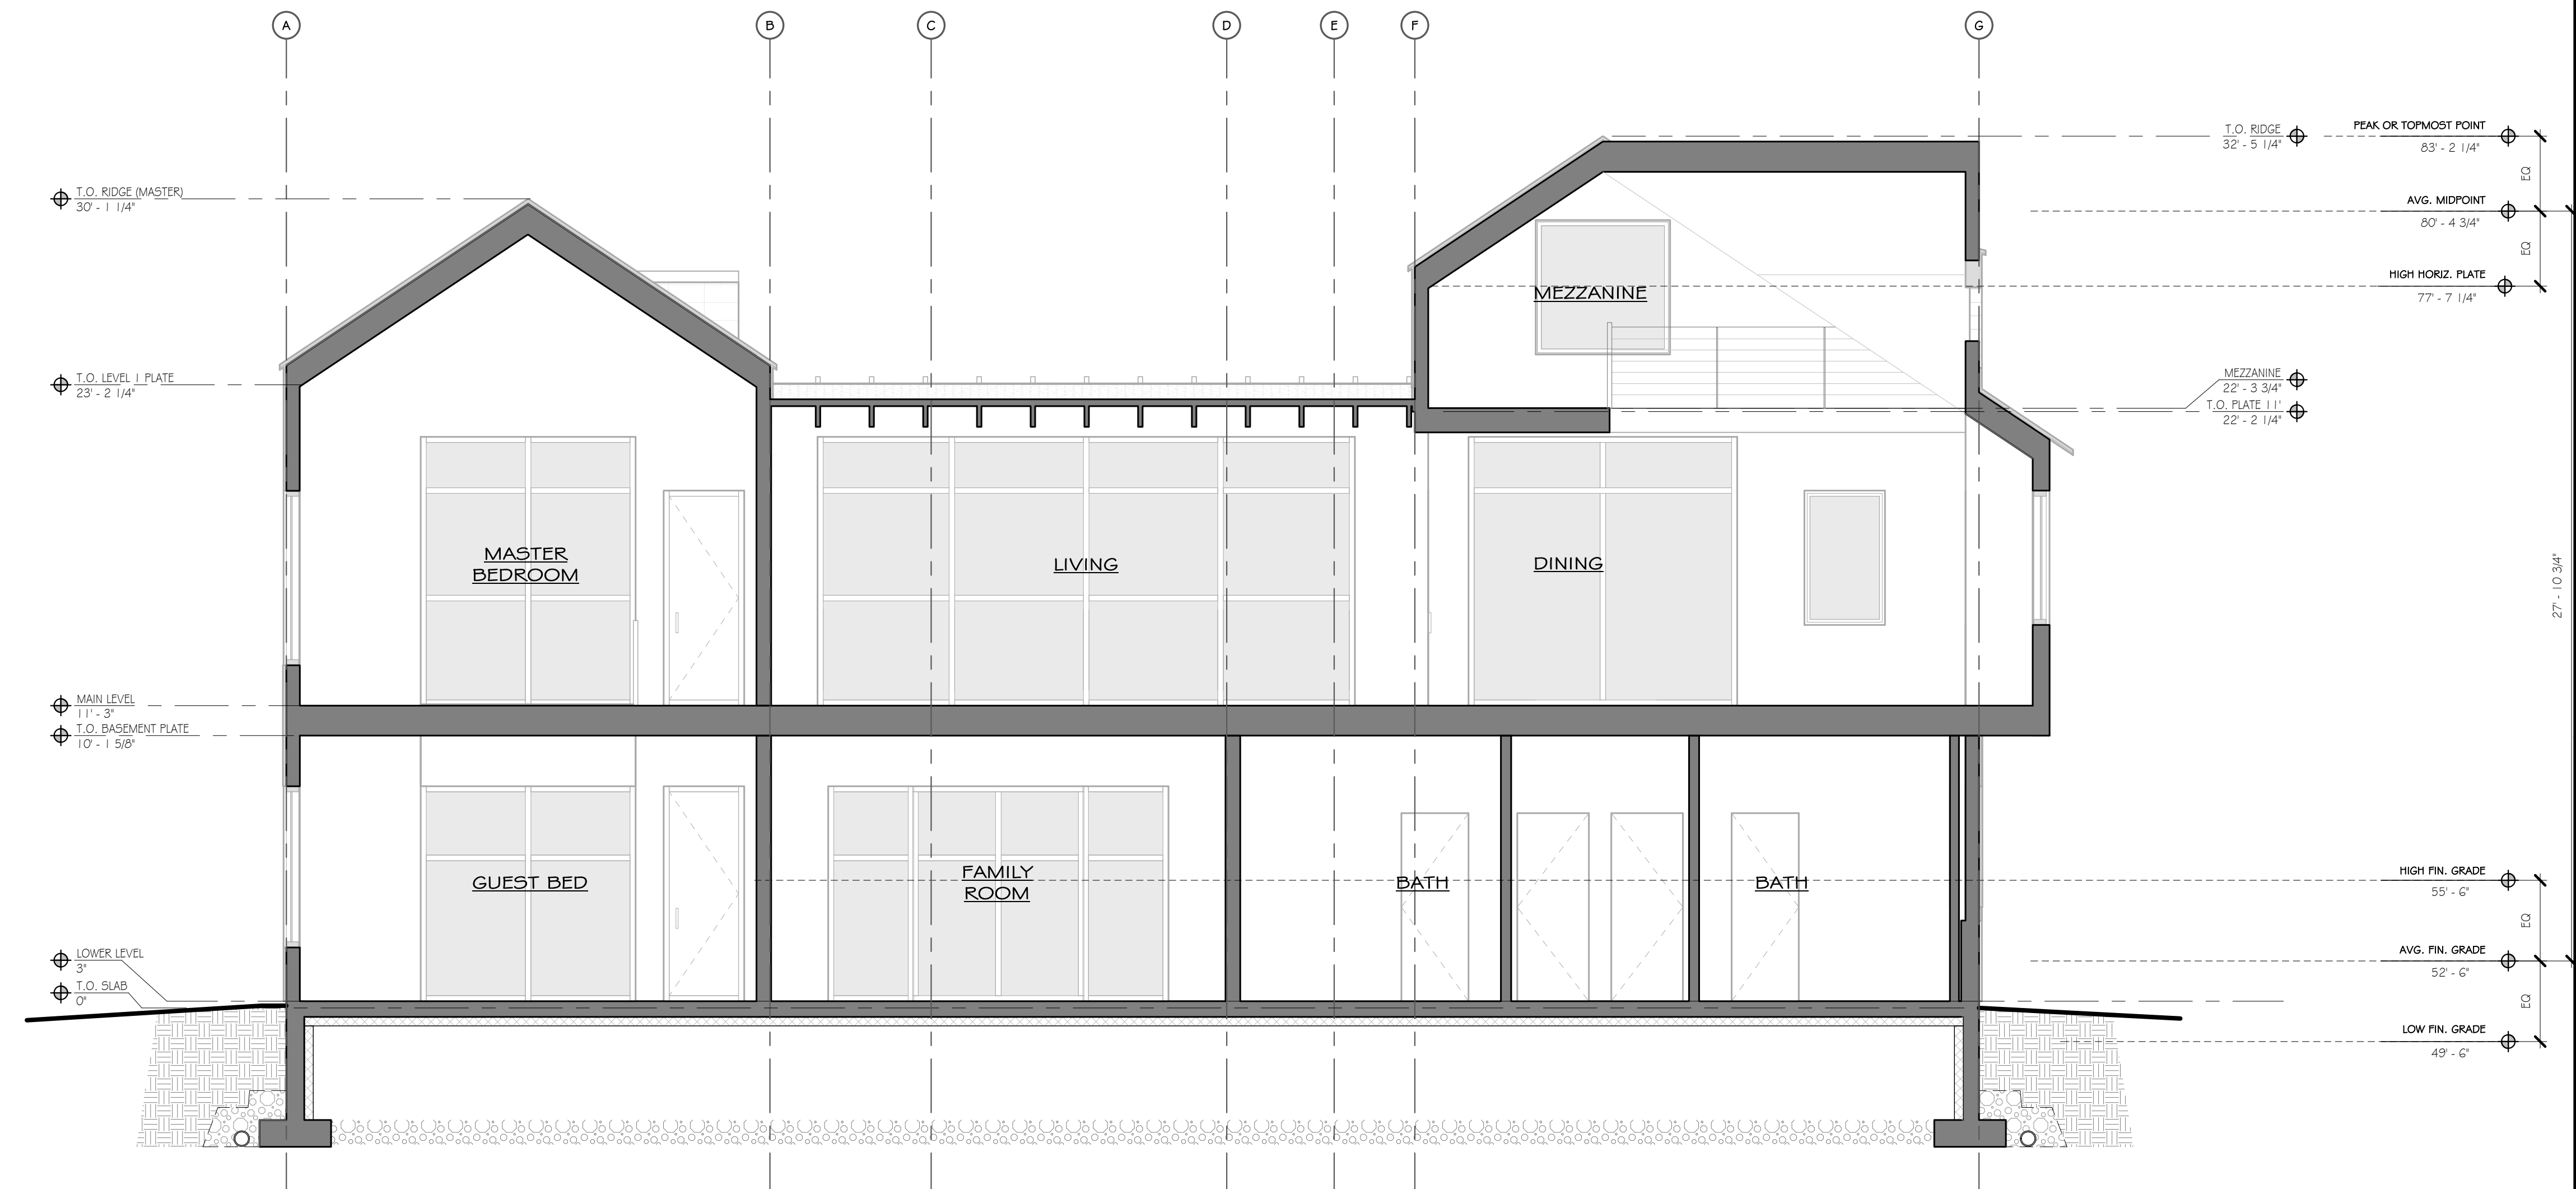 A
B
C
D
E
F
G
T.O. RIDGE
32' - 5 1/4"
PEAK OR TOPMOST POINT
83' - 2 1/4"
EQ
T.O. RIDGE (MASTER)
30' - 1 1/4"
AVG. MIDPOINT
80' - 4 3/4"
EQ
HIGH HORIZ. PLATE
77' - 7 1/4"
MEZZANINE
T.O. LEVEL 1 PLATE
23' - 2 1/4"
MEZZANINE
22' - 3 3/4"
T.O. PLATE 11'
22' - 2 1/4"
MASTER
BEDROOM
LIVING
DINING
27' - 10 3/4"
MAIN LEVEL
11' - 3"
T.O. BASEMENT PLATE
10' - 1 5/8"
GUEST BED
FAMILY
ROOM
BATH
BATH
HIGH FIN. GRADE
55' - 6"
EQ
LOWER LEVEL
3"
T.O. SLAB
0"
AVG. FIN. GRADE
52' - 6"
EQ
LOW FIN. GRADE
49' - 6"